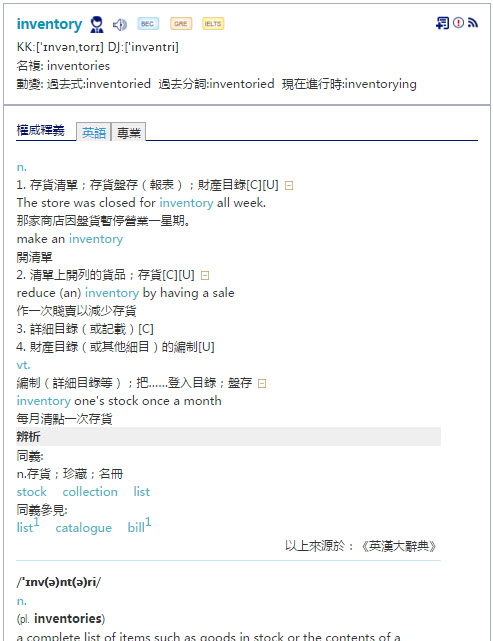 inventory BEC GRE IELTS
KK:['ɪnvən,torɪ] DJ:['invəntri]
名複: inventories
動變: 過去式:inventoried 過去分詞:inventoried 現在進行時:inventorying
權威釋義 英語 專業
n.
1. 存貨清單；存貨盤存（報表）；財產目錄[C][U]
The store was closed for inventory all week.
那家商店因盤貨暫停營業一星期。
make an inventory
開清單
2. 清單上開列的貨品；存貨[C][U]
reduce (an) inventory by having a sale
作一次賤賣以減少存貨
3. 詳細目錄（或記載）[C]
4. 財產目錄（或其他細目）的編制[U]
vt.
編制（詳細目錄等）；把……登入目錄；盤存
inventory one's stock once a month
每月清點一次存貨
辨析
同義:
n.存貨；珍藏；名冊
stock collection list
同義參見:
list1 catalogue bill1
以上來源於：《英漢大辭典》
/ˈɪnv(ə)nt(ə)ri/
n.
(pl. inventories)
a complete list of items such as goods in stock or the contents of a